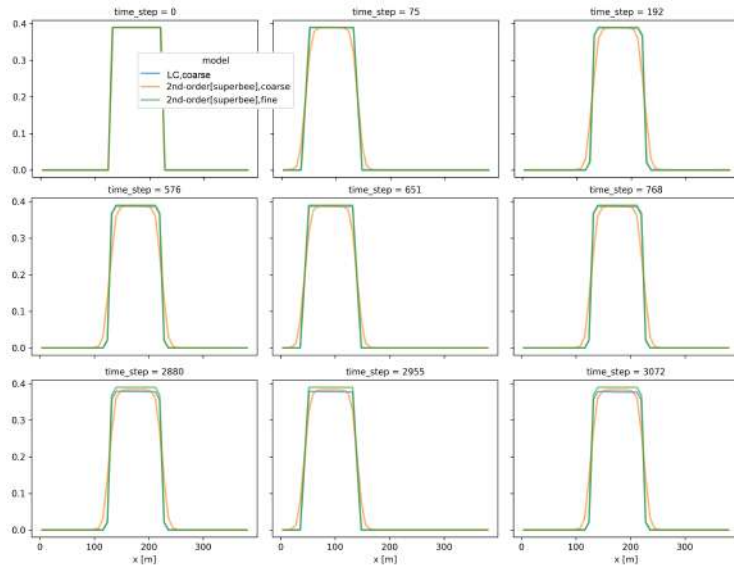 time_step = 0
time_step = 75
time_step = 192
0.4
0.3
0.2
0.1
0.0
model
LG,coarse
2nd-order[superbee],coarse
2nd-order[superbee],fine
time_step = 576
time_step = 651
time_step = 768
0.4
0.3
0.2
0.1
0.0
time_step = 2880
time_step = 2955
time_step = 3072
0.4
0.3
0.2
0.1
0.0
0 100 200 300
0 100 200 300
0 100 200 300
x [m]
x [m]
x [m]